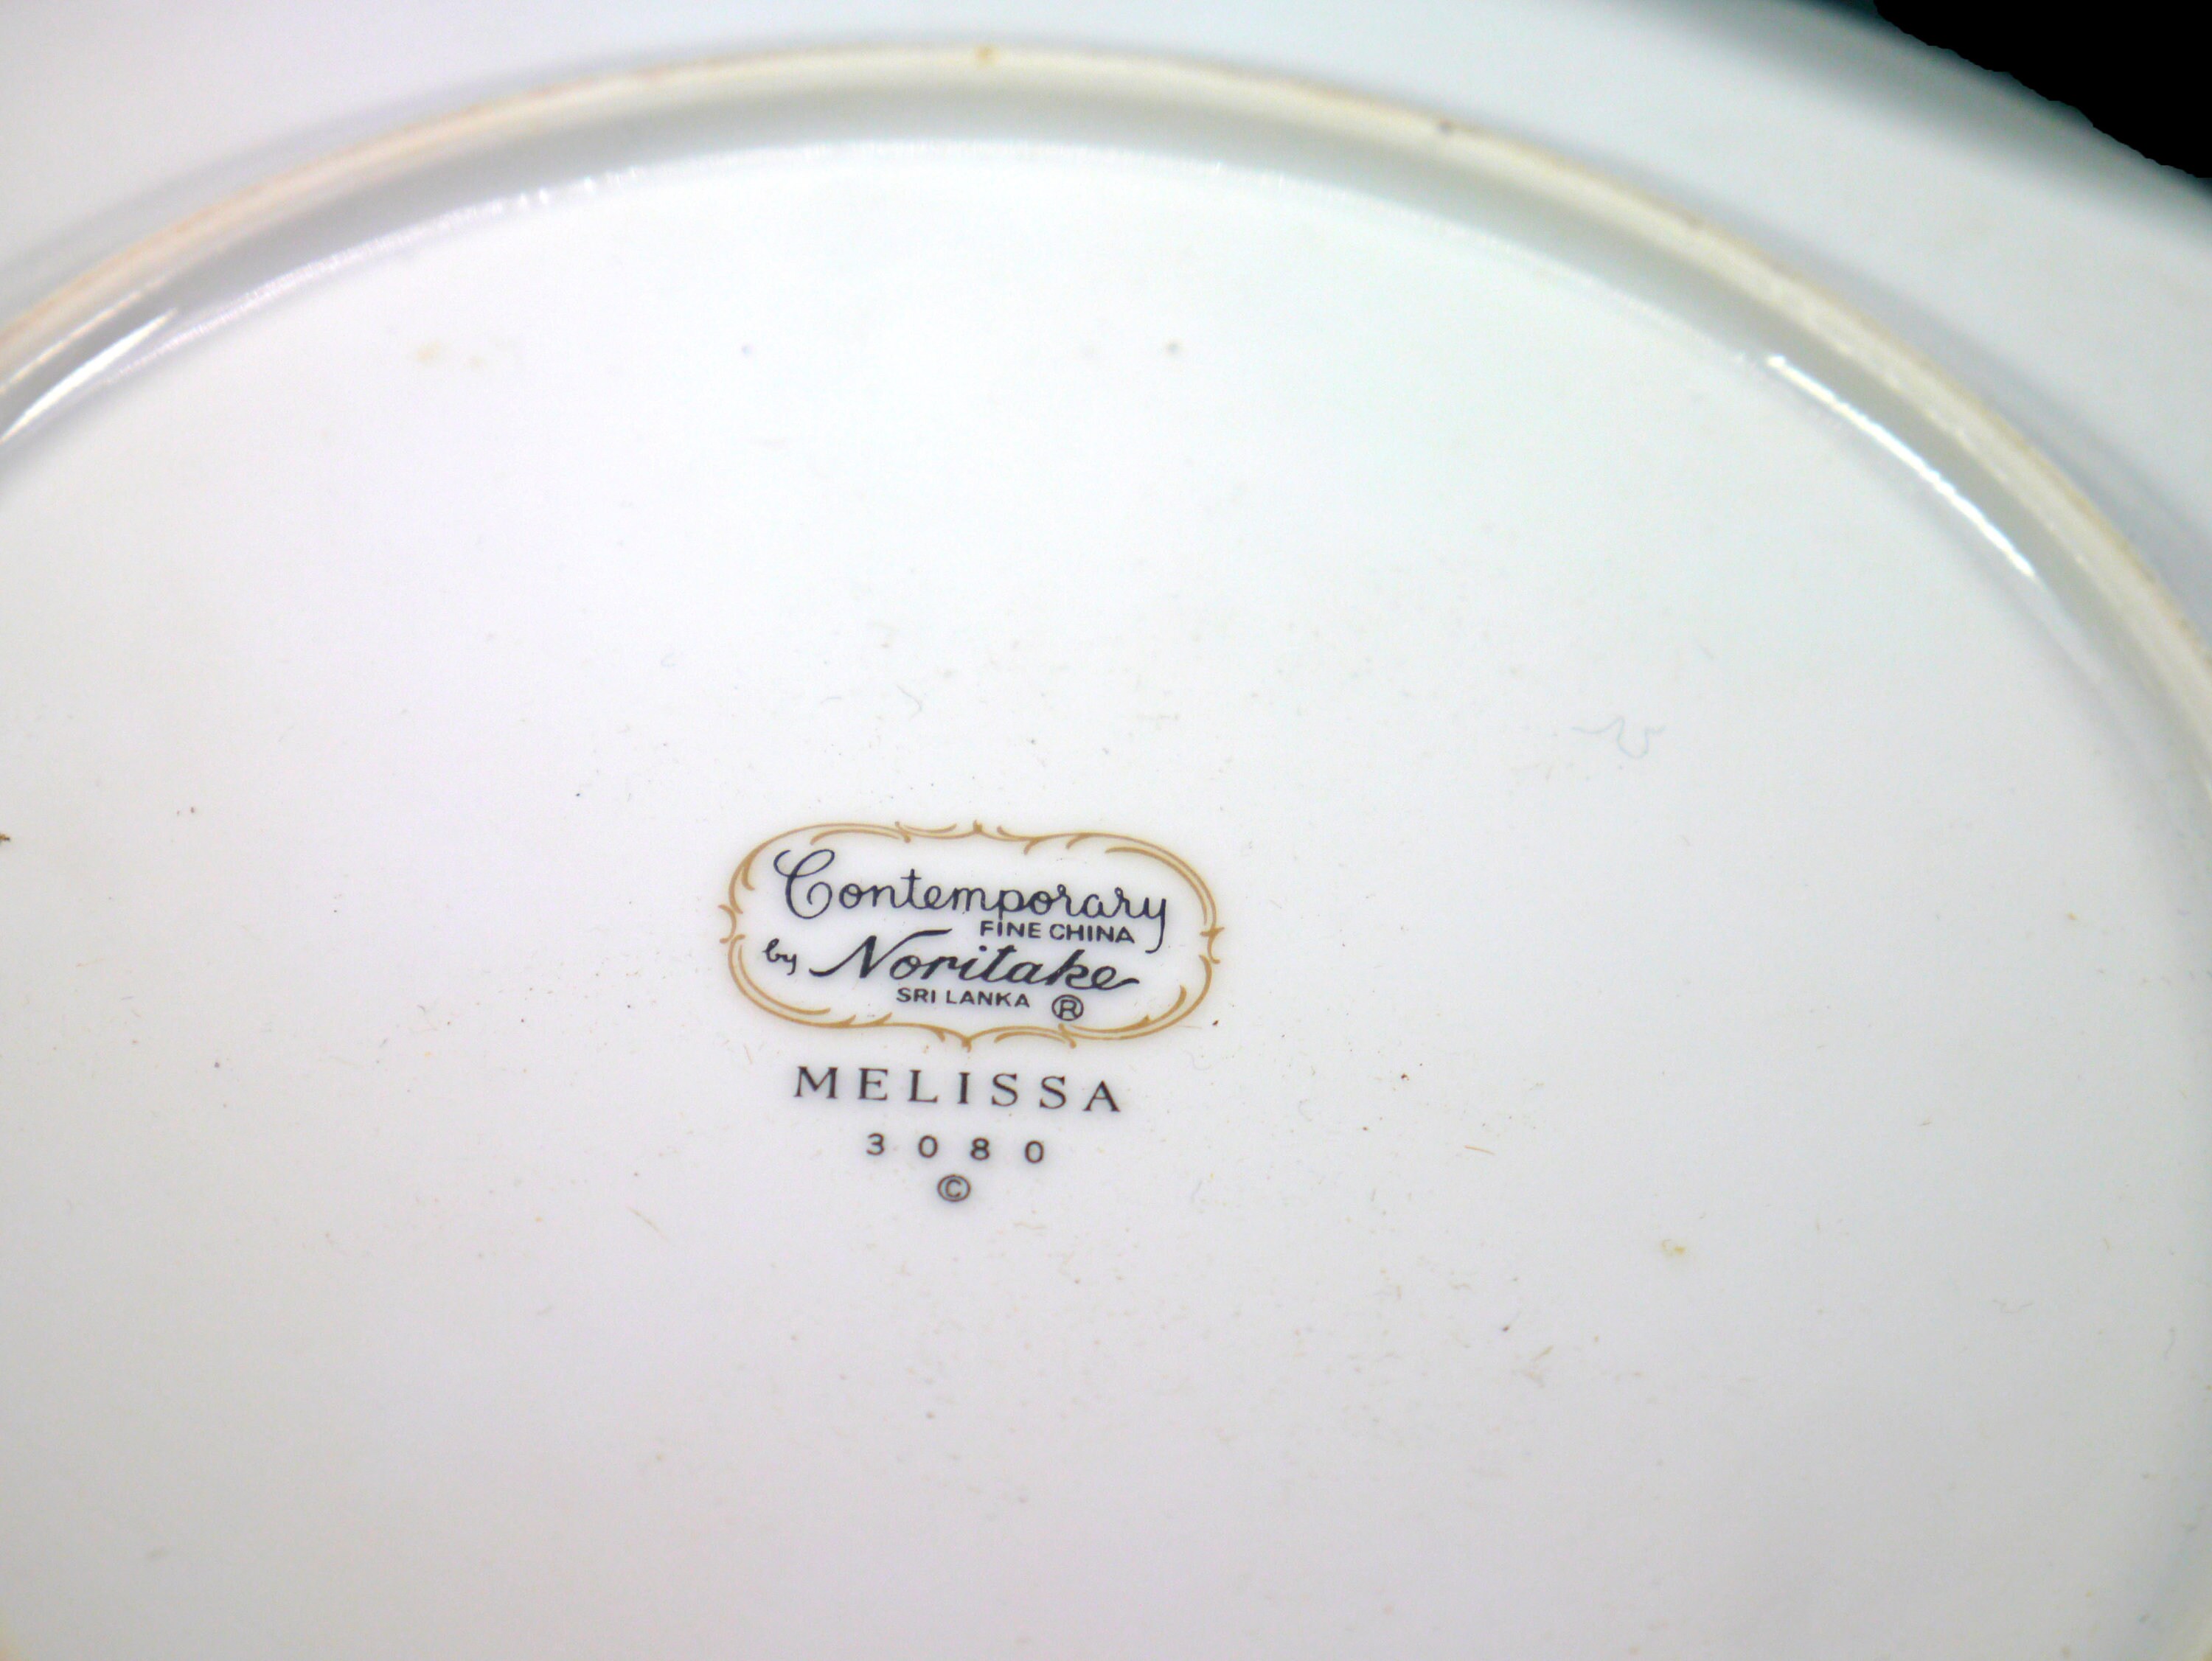 Contemporary
FINE CHINA
by Noritake
SRI LANKA ®
MELISSA
3080
©